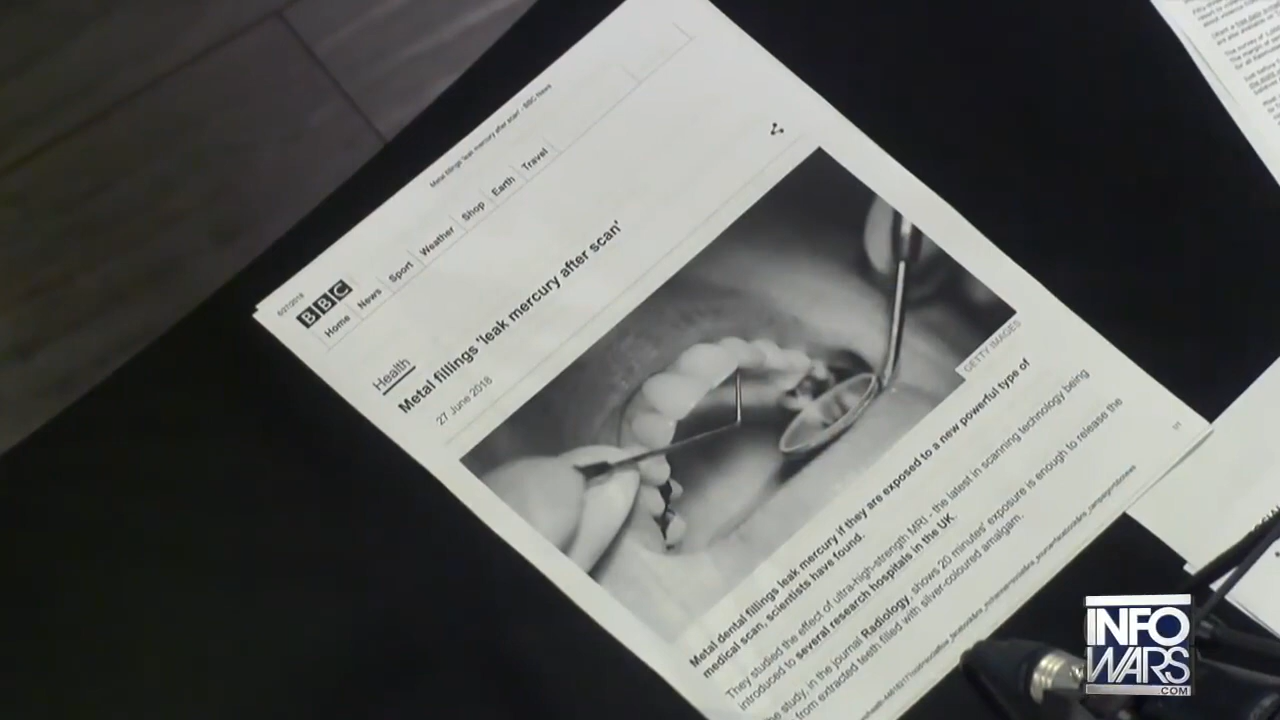 6/27/2018
Metal fillings 'leak mercury after scan' - BBC News
BBC
Home News Sport Weather Shop Earth Travel
Health
Metal fillings 'leak mercury after scan'
27 June 2018
GETTY IMAGES
Metal dental fillings leak mercury if they are exposed to a new powerful type of
medical scan, scientists have found.
They studied the effect of ultra-high-strength MRI - the latest in scanning technology being
introduced to several research hospitals in the UK.
study, in the journal Radiology, shows 20 minutes' exposure is enough to release the
from extracted teeth filled with silver-coloured amalgam.
INFO
WARS
.COM